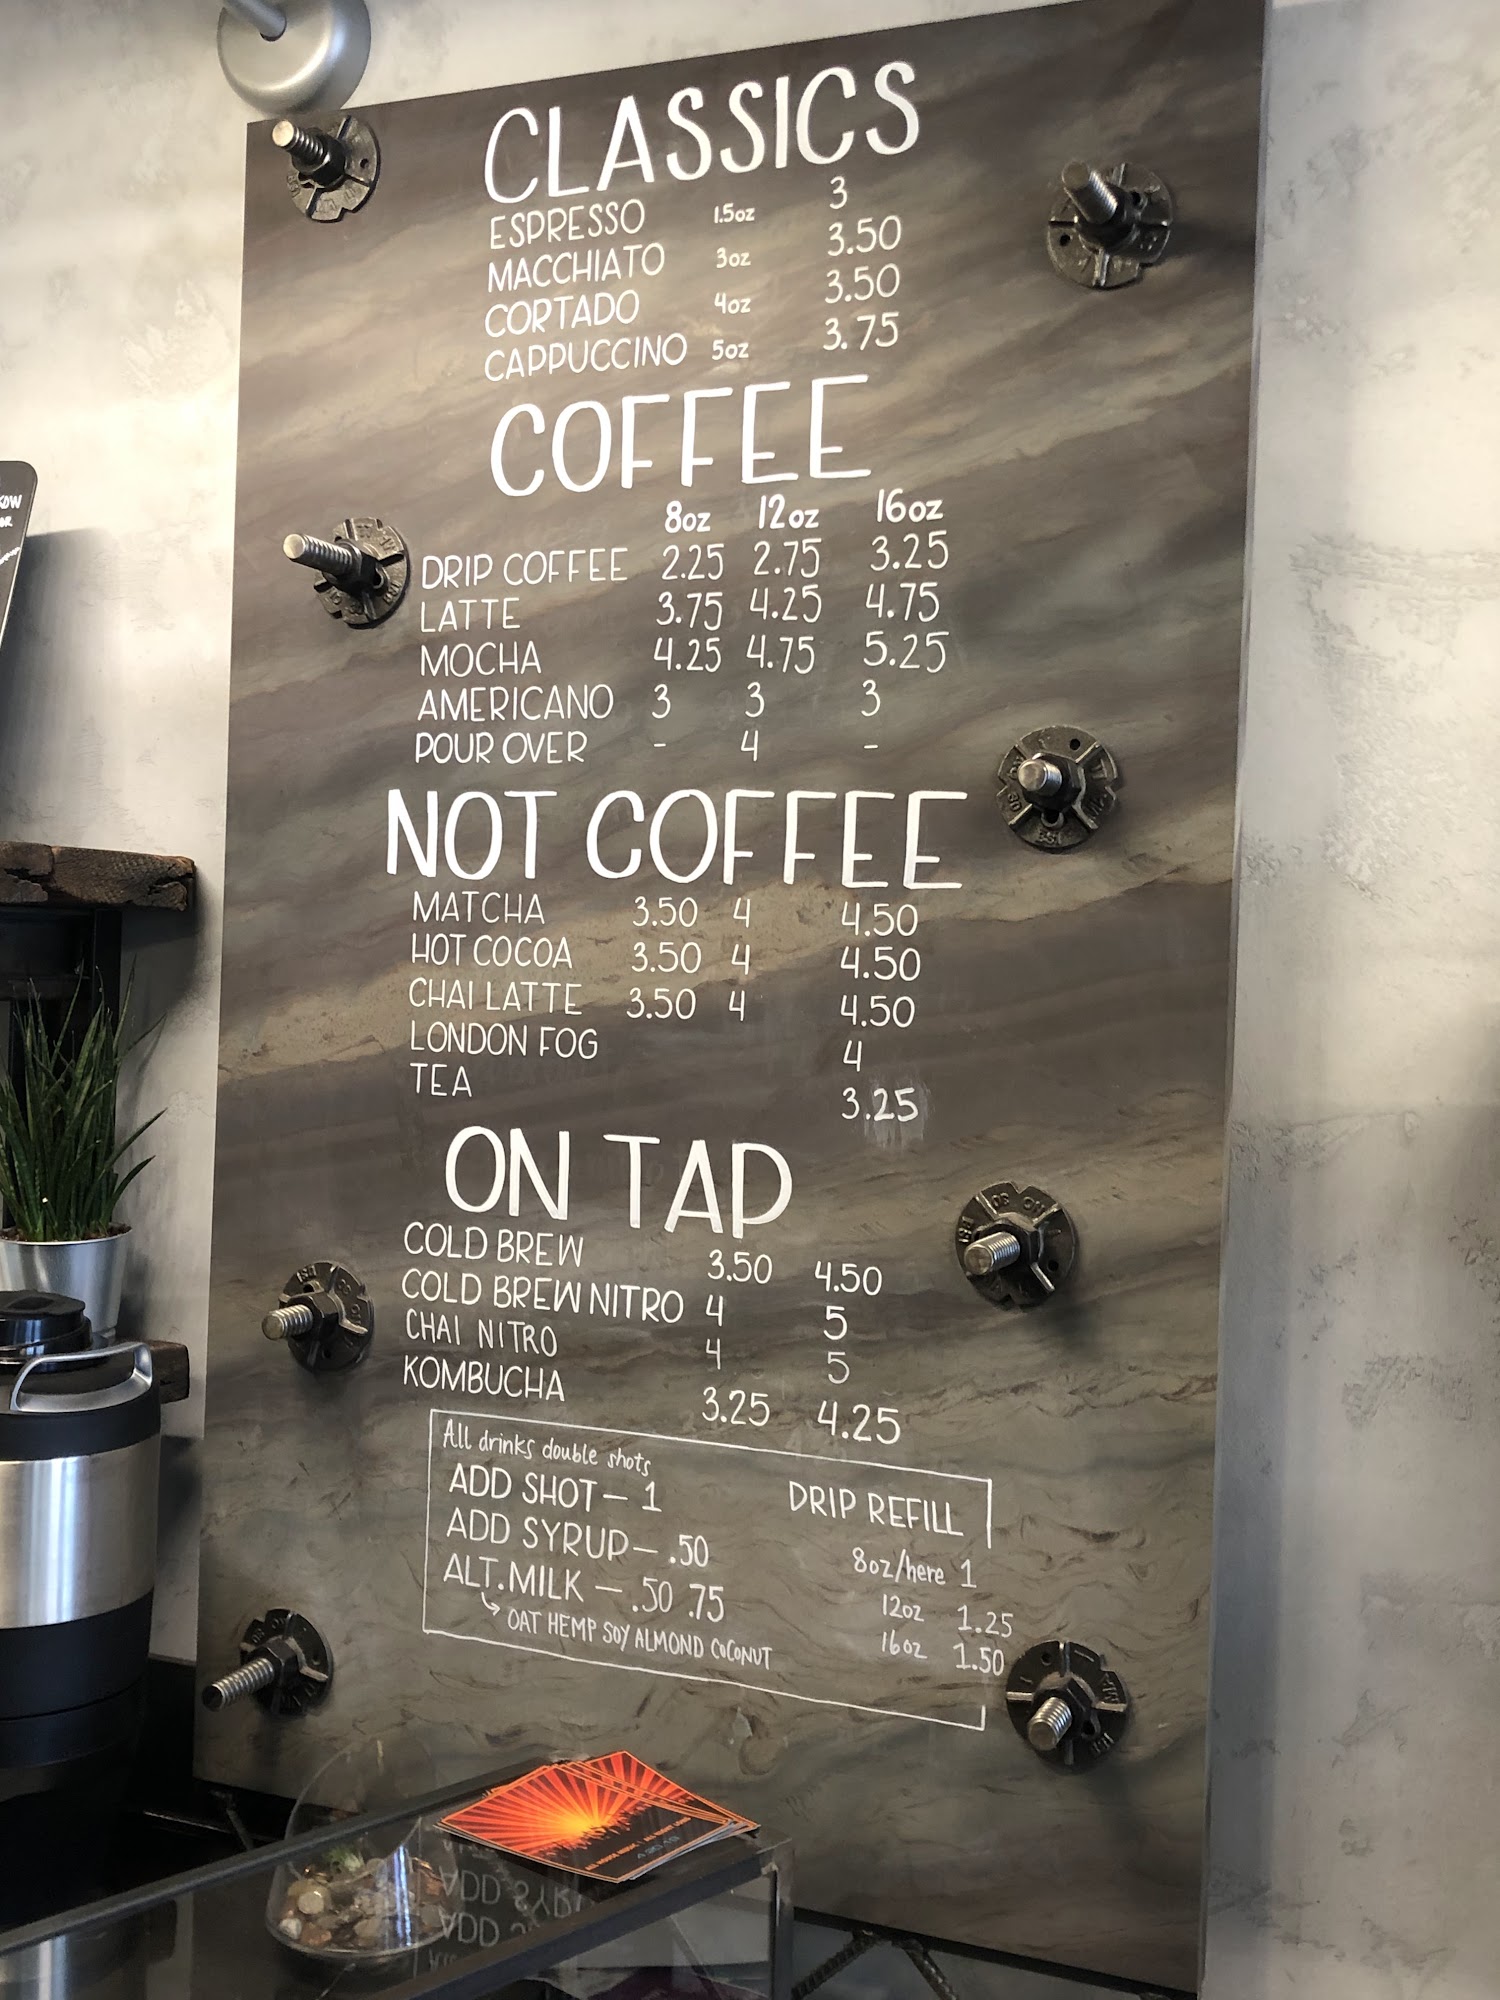 CLASSICS
ESPRESSO 1.5oz 3
MACCHIATO 3oz 3.50
CORTADO 4oz 3.50
CAPPUCCINO 5oz 3.75
COFFEE
8oz 12oz 16oz
DRIP COFFEE 2.25 2.75 3.25
LATTE 3.75 4.25 4.75
MOCHA 4.25 4.75 5.25
AMERICANO 3 3 3
POUR OVER - 4 -
NOT COFFEE
MATCHA 3.50 4 4.50
HOT COCOA 3.50 4 4.50
CHAI LATTE 3.50 4 4.50
LONDON FOG 4
TEA 3.25
ON TAP
COLD BREW 3.50 4.50
COLD BREW NITRO 4 5
CHAI NITRO 4 5
KOMBUCHA 3.25 4.25
All drinks double shots
ADD SHOT — 1
ADD SYRUP — .50
ALT. MILK — .50 .75
OAT HEMP SOY ALMOND COCONUT
DRIP REFILL
8oz/here 1
12oz 1.25
16oz 1.50